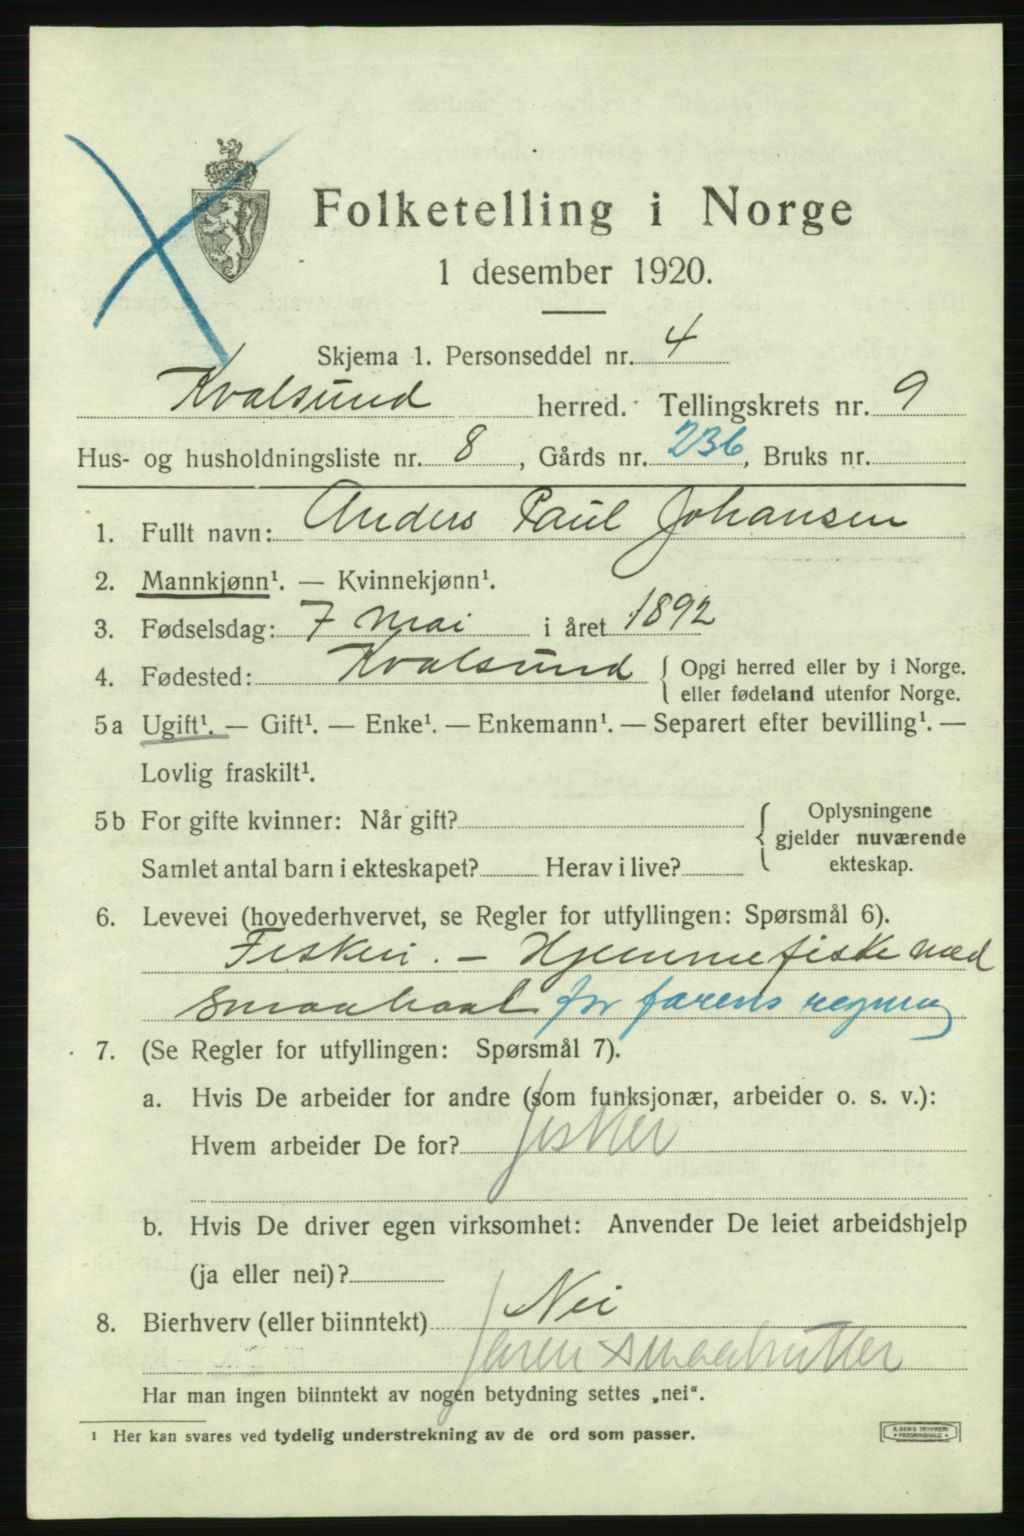 Folketelling i Norge
1 desember 1920.
Skjema 1. Personseddel nr. 4
Kvalsund herred. Tellingskrets nr. 9
Hus- og husholdningsliste nr. 8, Gårds nr. 236, Bruks nr.
1. Fullt navn: Anders Paul Johansen
2. Mannkjønn¹. — Kvinnekjønn¹.
3. Fødselsdag: 7 mai i året 1892
4. Fødested: Kvalsund { Opgi herred eller by i Norge.
eller fødeland utenfor Norge.
5 a Ugift¹. — Gift¹. — Enke¹. — Enkemann¹. — Separert efter bevilling¹. —
Lovlig fraskilt¹.
5 b For gifte kvinner: Når gift? { Oplysningene
gjelder nuværende
Samlet antal barn i ekteskapet? Herav i live? ekteskap.
6. Levevei (hovederhvervet, se Regler for utfyllingen: Spørsmål 6).
Fiskeri. — Hjemmefiske med
smaabaat for farens regning
7. (Se Regler for utfyllingen: Spørsmål 7).
a. Hvis De arbeider for andre (som funksjonær, arbeider o. s. v.):
Hvem arbeider De for? fisker
b. Hvis De driver egen virksomhet: Anvender De leiet arbeidshjelp
(ja eller nei)?
8. Bierhverv (eller biinntekt) Nei
faren smaabruker
Har man ingen biinntekt av nogen betydning settes „nei".
¹ Her kan svares ved tydelig understrekning av de ord som passer.
E. SEM'S TRYKKERI
FREDRIKSHALD